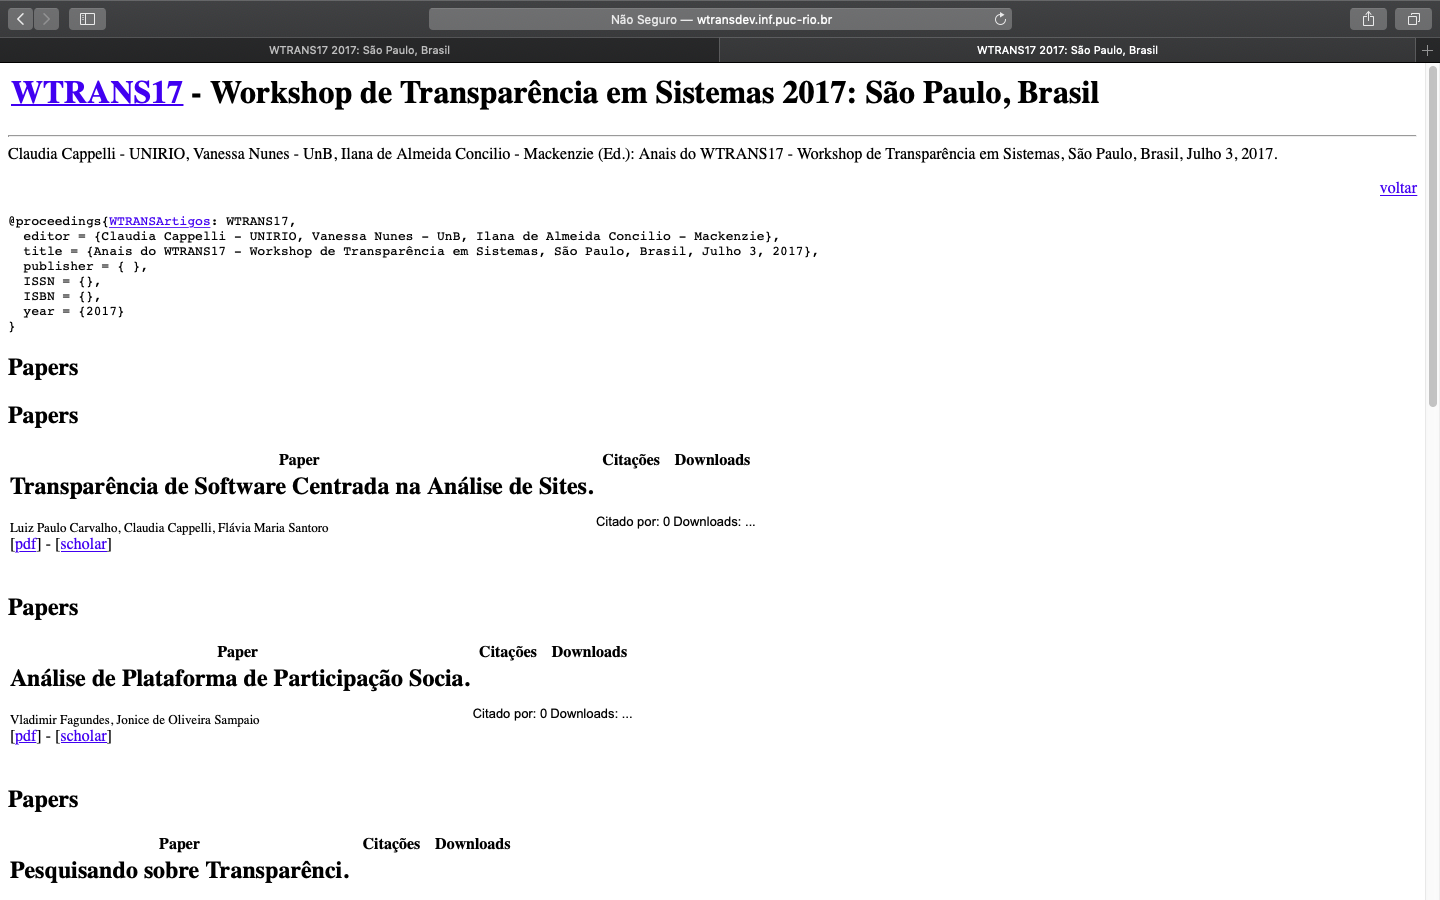 Não Seguro — wtransdev.inf.puc-rio.br
WTRANS17 2017: São Paulo, Brasil
WTRANS17 2017: São Paulo, Brasil
WTRANS17 - Workshop de Transparência em Sistemas 2017: São Paulo, Brasil
Claudia Cappelli - UNIRIO, Vanessa Nunes - UnB, Ilana de Almeida Concilio - Mackenzie (Ed.): Anais do WTRANS17 - Workshop de Transparência em Sistemas, São Paulo, Brasil, Julho 3, 2017.
voltar
@proceedings{WTRANSArtigos: WTRANS17,
editor = {Claudia Cappelli - UNIRIO, Vanessa Nunes - UnB, Ilana de Almeida Concilio - Mackenzie},
title = {Anais do WTRANS17 - Workshop de Transparência em Sistemas, São Paulo, Brasil, Julho 3, 2017},
publisher = { },
ISSN = {},
ISBN = {},
year = {2017}
}
Papers
Papers
Paper Citações Downloads
Transparência de Software Centrada na Análise de Sites.
Citado por: 0 Downloads: ...
Luiz Paulo Carvalho, Claudia Cappelli, Flávia Maria Santoro
[pdf] - [scholar]
Papers
Paper Citações Downloads
Análise de Plataforma de Participação Socia.
Citado por: 0 Downloads: ...
Vladimir Fagundes, Jonice de Oliveira Sampaio
[pdf] - [scholar]
Papers
Paper Citações Downloads
Pesquisando sobre Transparênci.